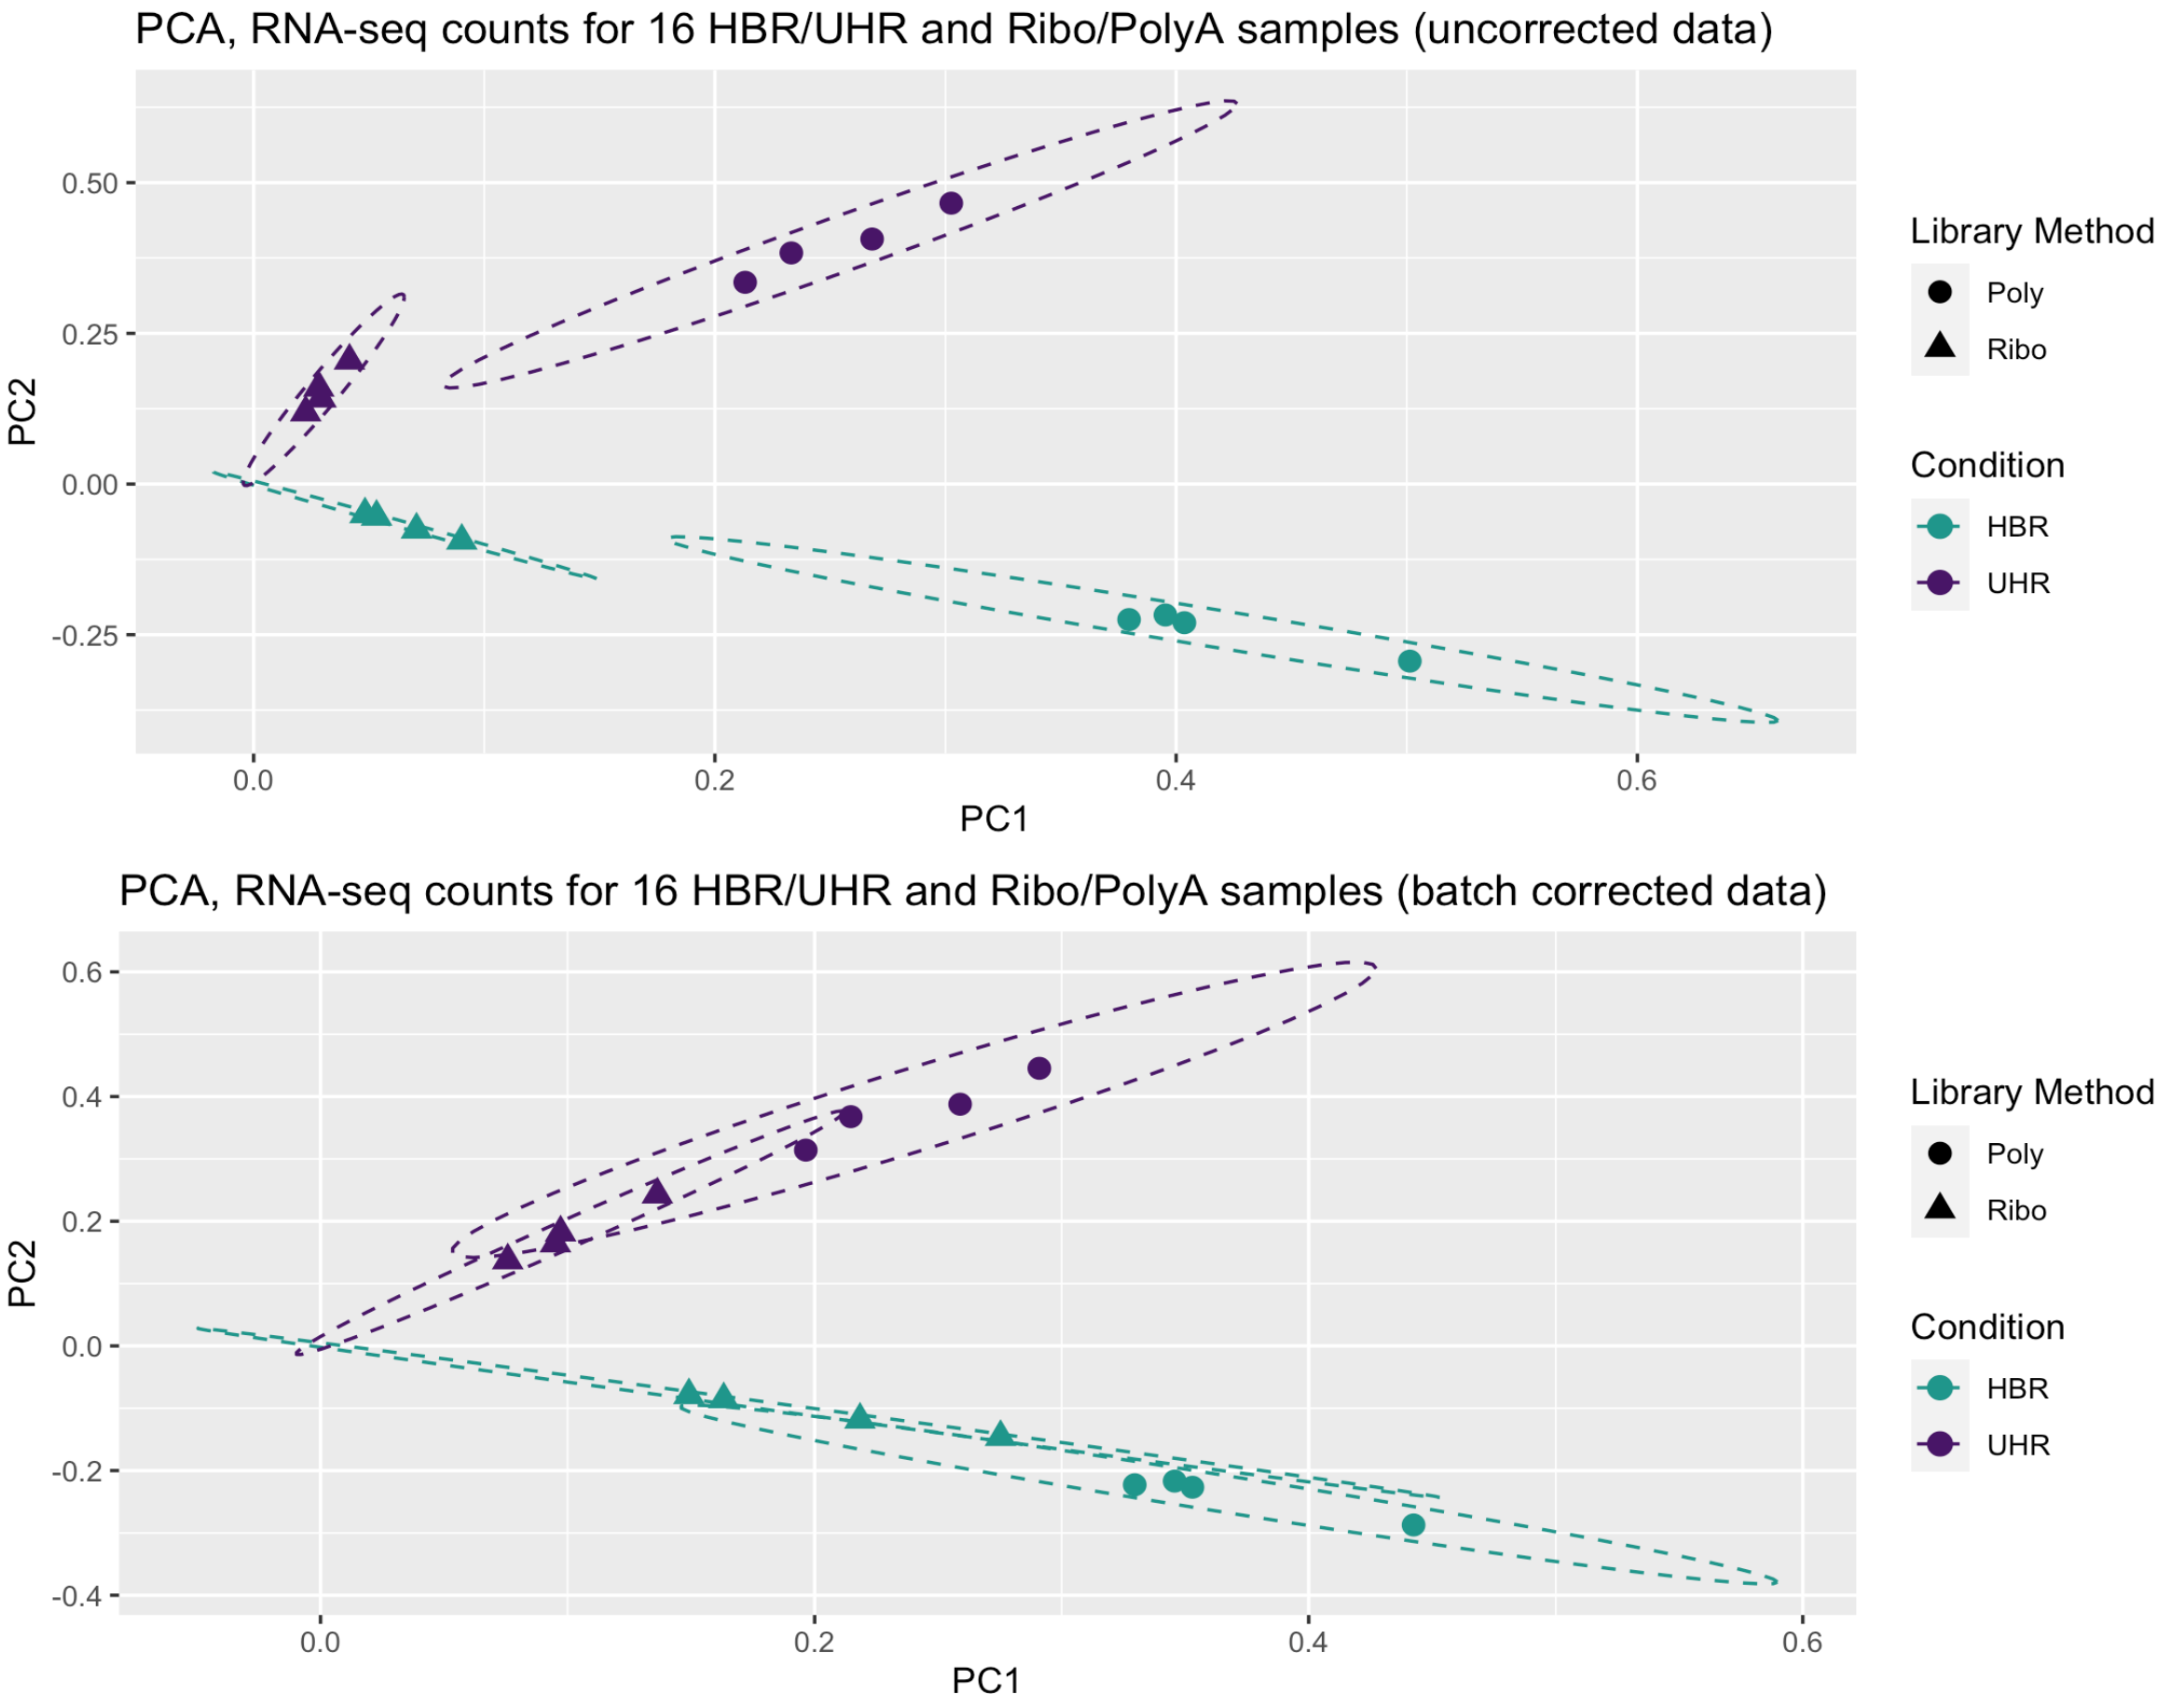 PCA, RNA-seq counts for 16 HBR/UHR and Ribo/PolyA samples (uncorrected data)
PC2
0.50
0.25
0.00
-0.25
0.0 0.2 0.4 0.6
PC1
Library Method
Poly
Ribo
Condition
HBR
UHR
PCA, RNA-seq counts for 16 HBR/UHR and Ribo/PolyA samples (batch corrected data)
PC2
0.6
0.4
0.2
0.0
-0.2
-0.4
0.0 0.2 0.4 0.6
PC1
Library Method
Poly
Ribo
Condition
HBR
UHR